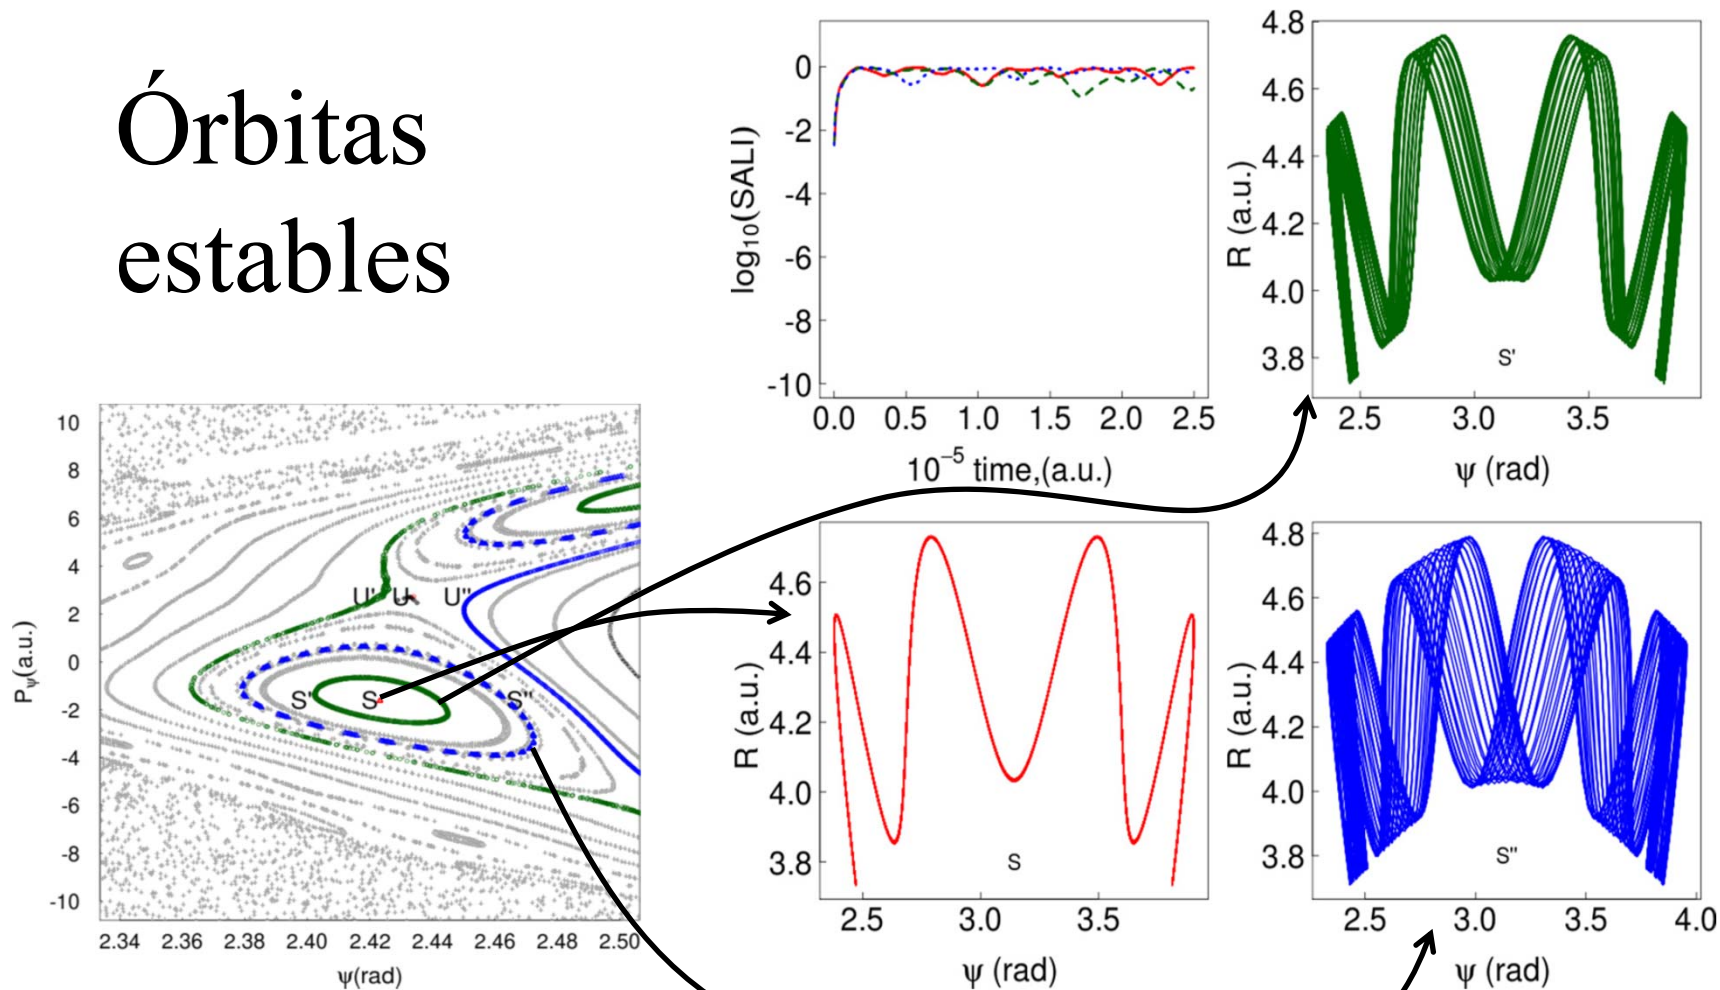 Órbitas
estables
log10(SALI)
0
-2
-4
-6
-8
-10
0.0 0.5 1.0 1.5 2.0 2.5
10⁻⁵ time,(a.u.)
R (a.u.)
4.8
4.6
4.4
4.2
4.0
3.8
S'
2.5 3.0 3.5
ψ (rad)
Pψ(a.u.)
10
8
6
4
2
0
-2
-4
-6
-8
-10
U' U U"
S' S S"
2.34 2.36 2.38 2.40 2.42 2.44 2.46 2.48 2.50
ψ(rad)
R (a.u.)
4.6
4.4
4.2
4.0
3.8
S
2.5 3.0 3.5
ψ (rad)
R (a.u.)
4.8
4.6
4.4
4.2
4.0
3.8
S"
2.5 3.0 3.5 4.0
ψ (rad)